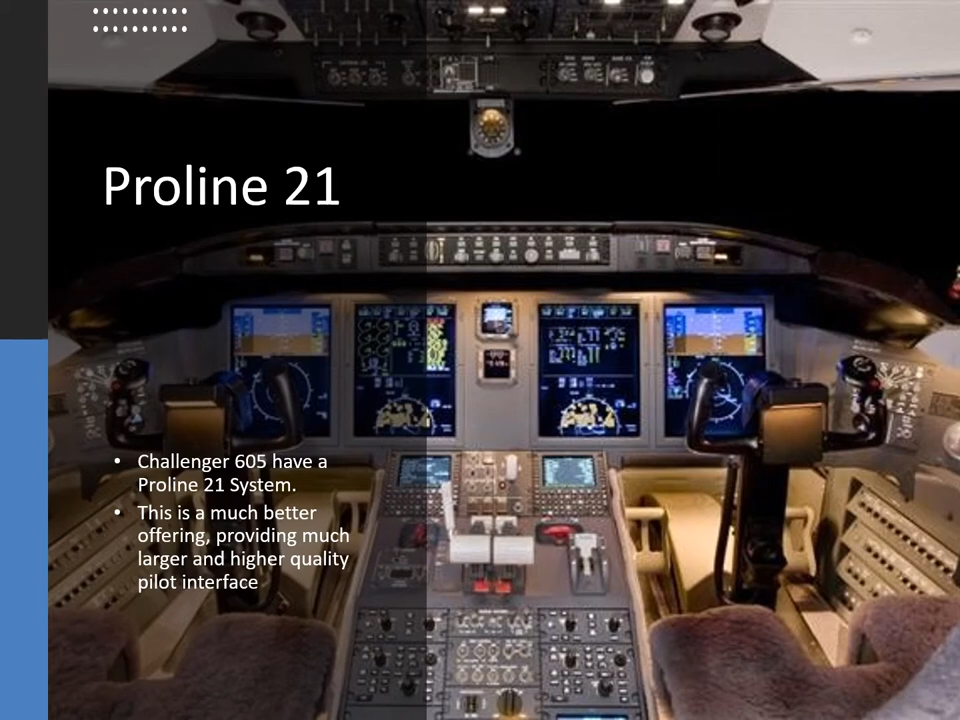 Proline 21
• Challenger 605 have a
Proline 21 System.
• This is a much better
offering, providing much
larger and higher quality
pilot interface